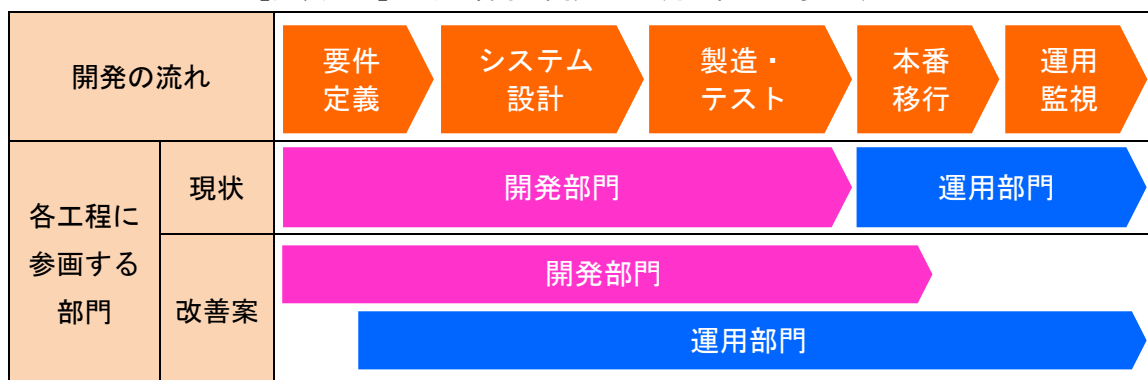 開発の流れ
要件
定義
システム
設計
製造・
テスト
本番
移行
運用
監視
各工程に
参画する
部門
現状
開発部門
運用部門
改善案
開発部門
運用部門